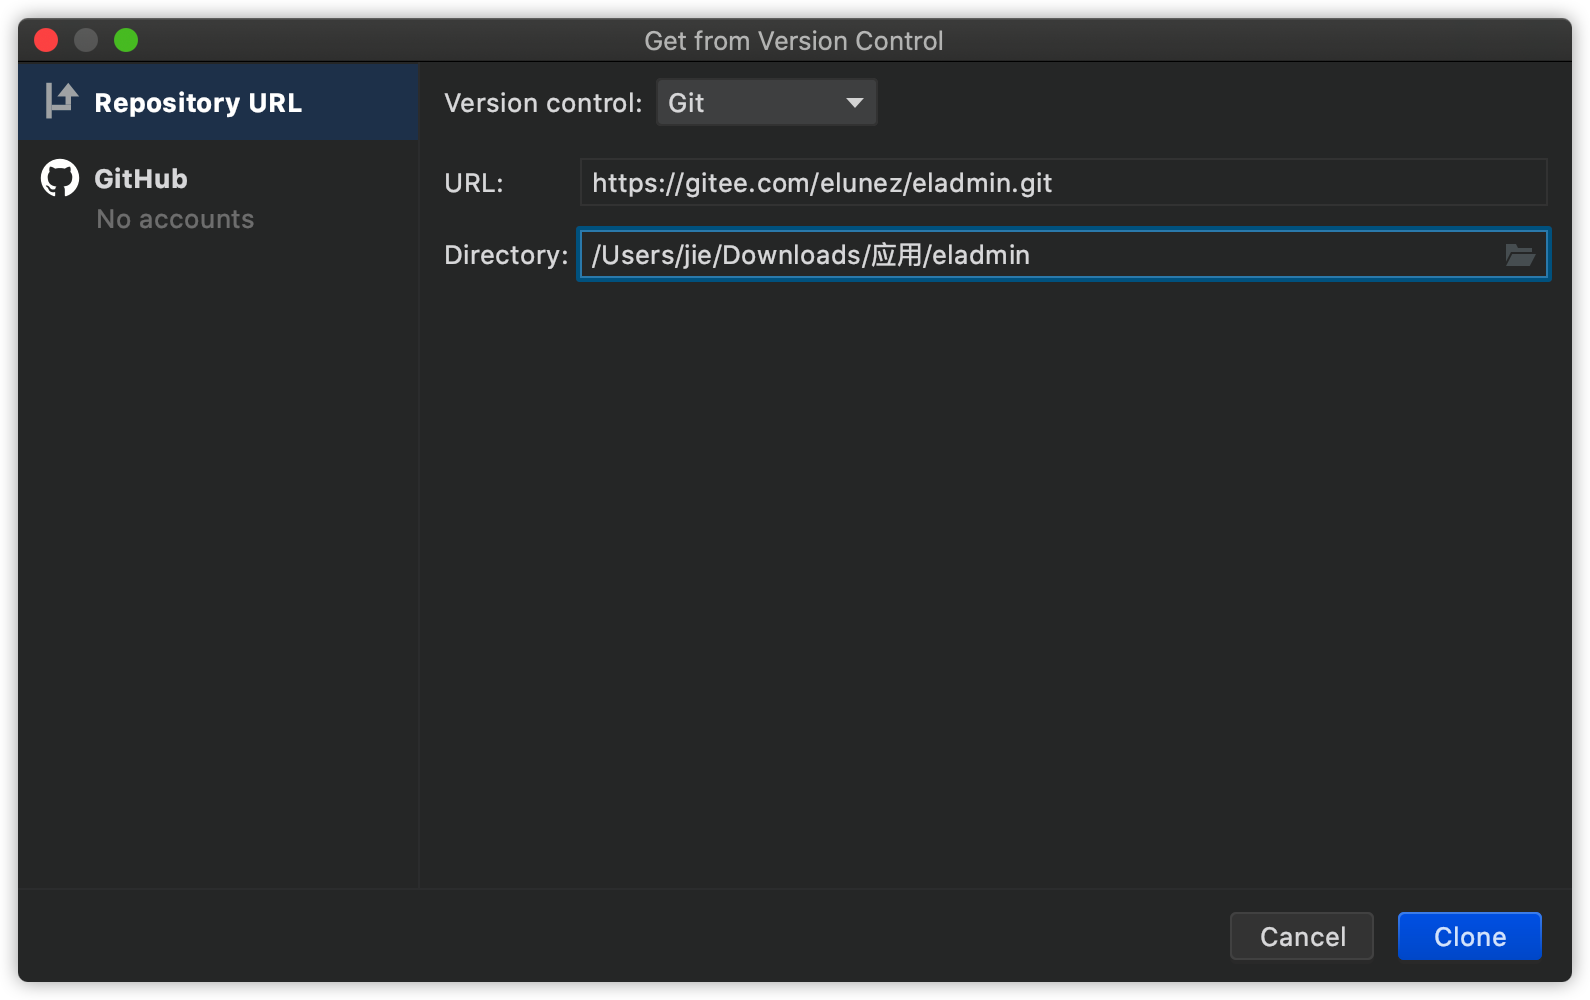 Get from Version Control
Repository URL
GitHub
No accounts
Version control: Git
URL: https://gitee.com/elunez/eladmin.git
Directory: /Users/jie/Downloads/应用/eladmin
Cancel Clone